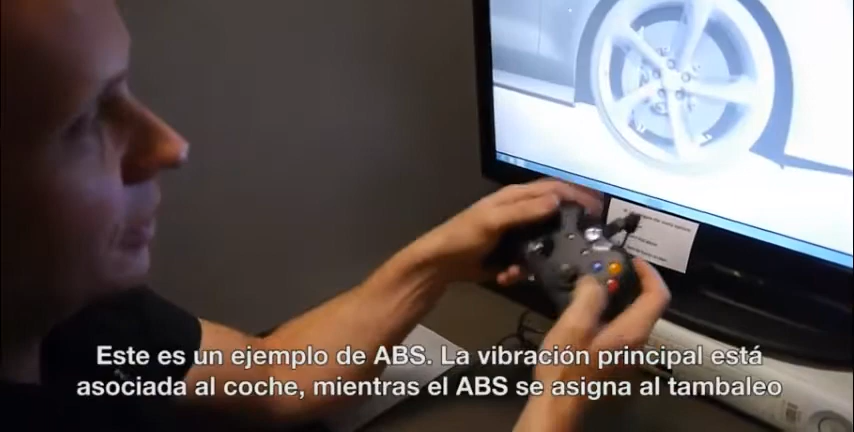 Este es un ejemplo de ABS. La vibración principal está
asociada al coche, mientras el ABS se asigna al tambaleo